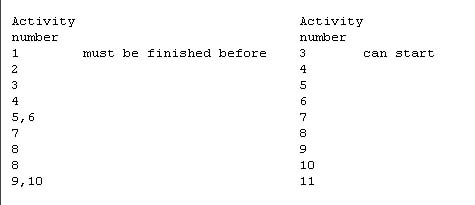 Activity Activity
number number
1 must be finished before 3 can start
2 4
3 5
4 6
5,6 7
7 8
8 9
8 10
9,10 11